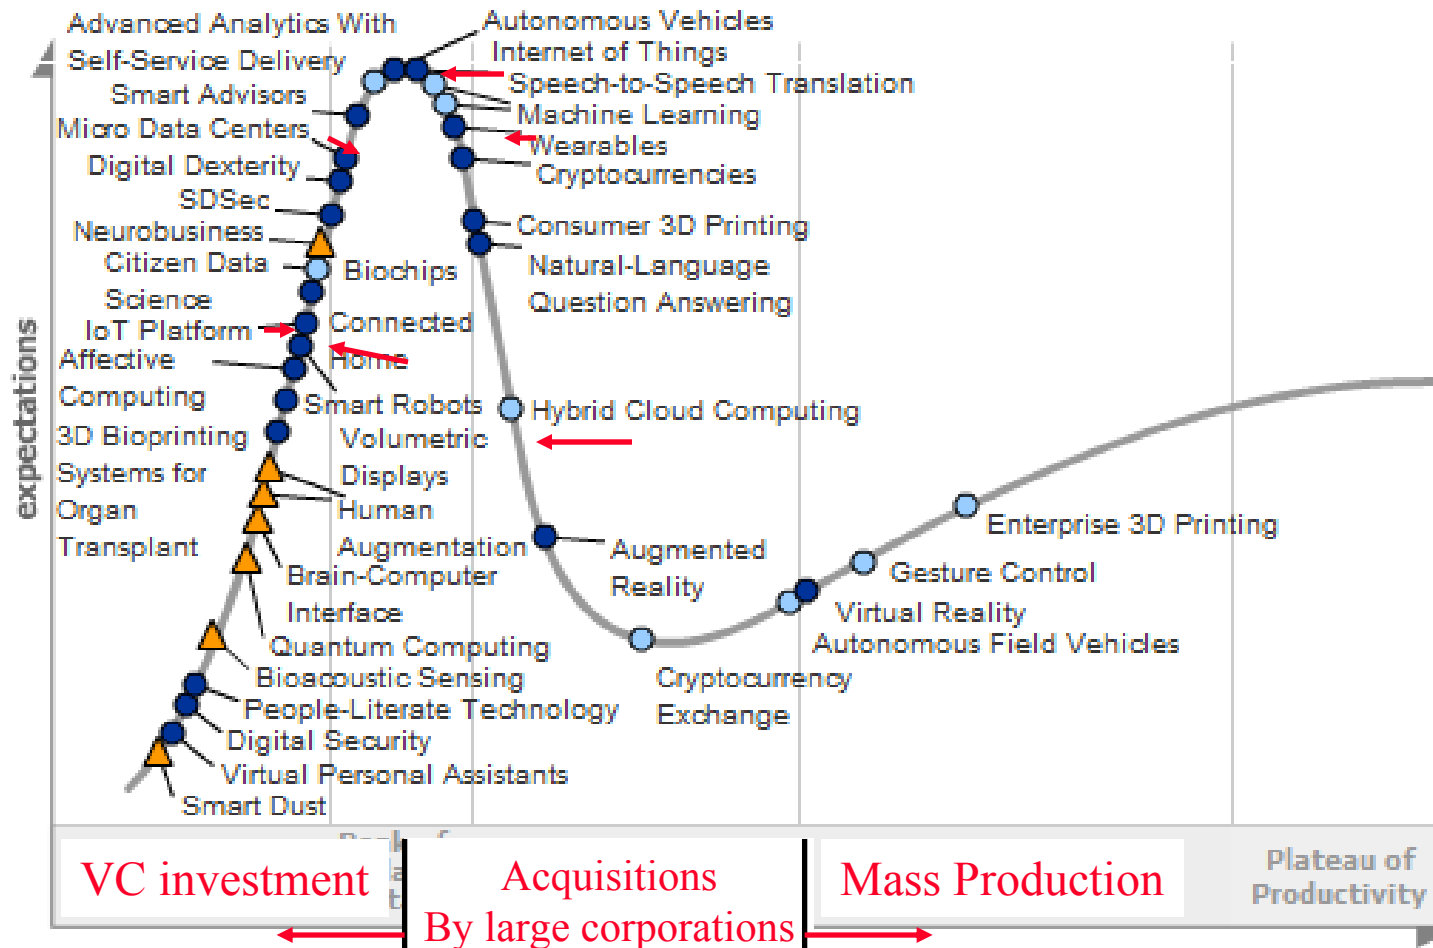 Advanced Analytics With
Self-Service Delivery
Autonomous Vehicles
Internet of Things
Speech-to-Speech Translation
Smart Advisors
Machine Learning
Micro Data Centers
Wearables
Digital Dexterity
Cryptocurrencies
SDSec
Neurobusiness
Consumer 3D Printing
Citizen Data
Science
Biochips
Natural-Language
Question Answering
IoT Platform
Connected
Home
Affective
Computing
Smart Robots
Hybrid Cloud Computing
3D Bioprinting
Systems for
Organ
Transplant
Volumetric
Displays
Human
Augmentation
Augmented
Reality
Enterprise 3D Printing
Brain-Computer
Interface
Gesture Control
Virtual Reality
Quantum Computing
Autonomous Field Vehicles
Bioacoustic Sensing
Cryptocurrency
Exchange
People-Literate Technology
Digital Security
Virtual Personal Assistants
Smart Dust
expectations
VC investment
Acquisitions
By large corporations
Mass Production
Plateau of
Productivity